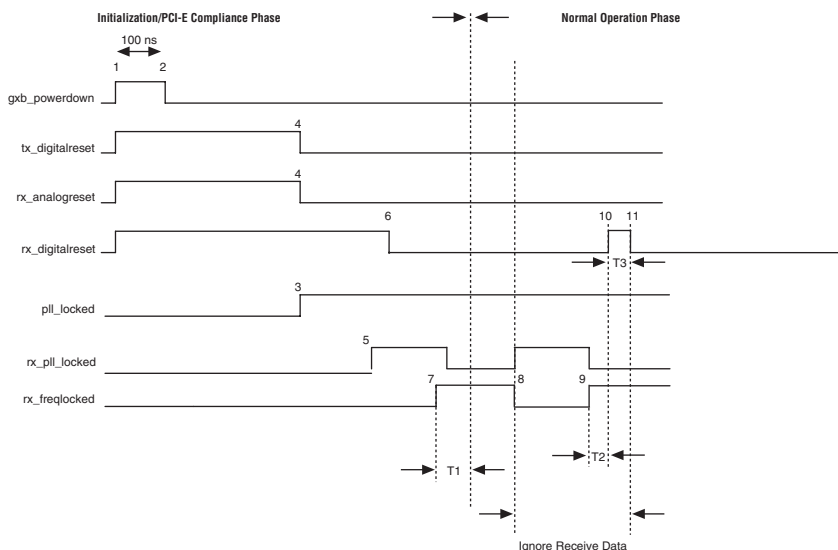 Initialization/PCI-E Compliance Phase
Normal Operation Phase
100 ns
1 2
gxb_powerdown
4
tx_digitalreset
4
rx_analogreset
6 10 11
rx_digitalreset
T3
3
pll_locked
5
rx_pll_locked
7 8 9
rx_freqlocked
T1 T2
Ignore Receive Data